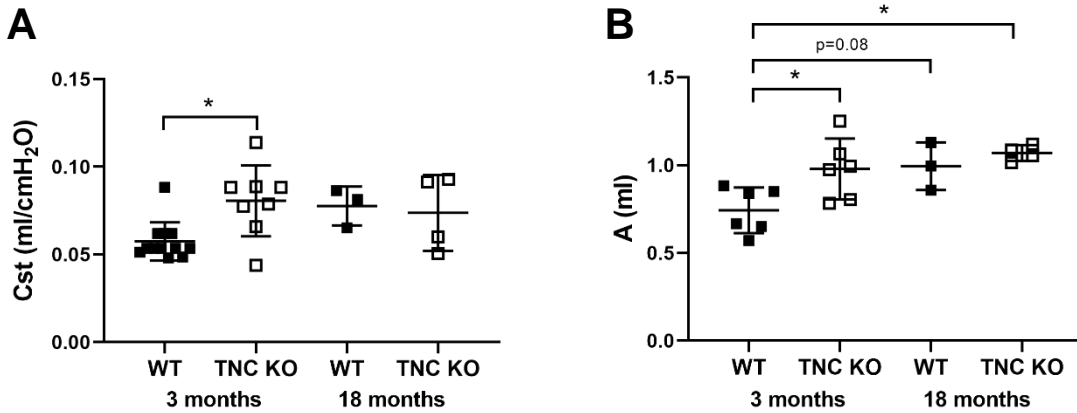 A
Cst (ml/cmH₂O)
0.15
0.10
0.05
0.00
*
WT
TNC KO
WT
TNC KO
3 months
18 months
B
A (ml)
1.5
1.0
0.5
0.0
*
p=0.08
*
WT
TNC KO
WT
TNC KO
3 months
18 months